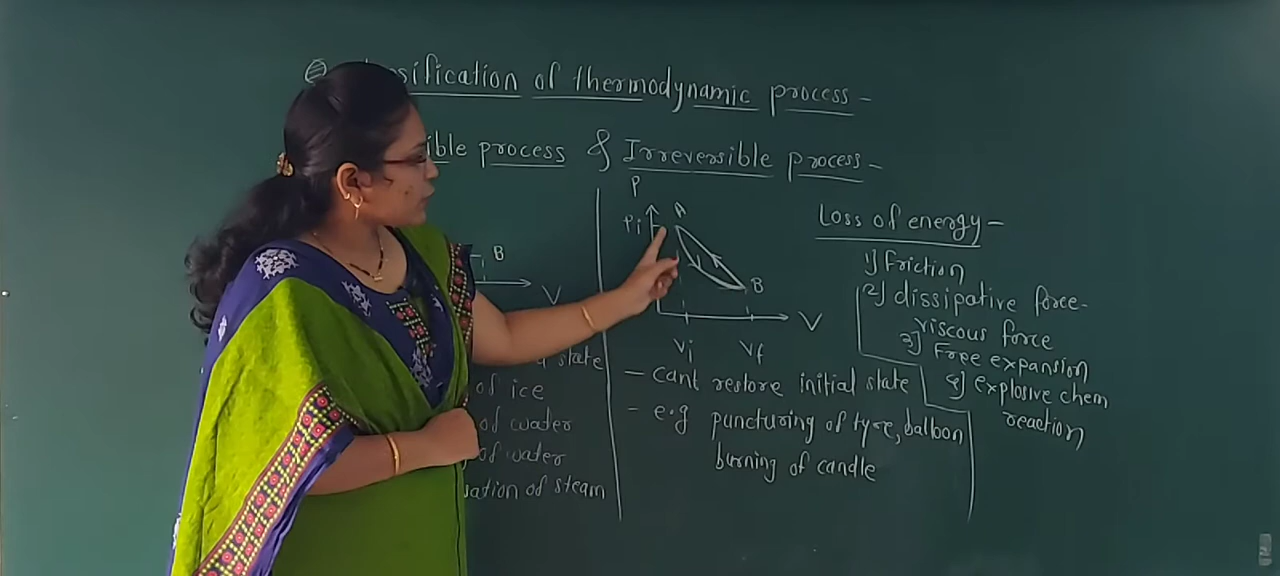 sification of thermodynamic process -
ible process & Irreversible process -
P
Pi
A
B
V
Vi
Vf
B
V
d state
of ice
of water
of water
sation of steam
- cant restore initial state
- e.g puncturing of tyre, balloon
burning of candle
Loss of energy -
1) friction
2) dissipative force -
viscous force
3) Free expansion
4) explosive chem
reaction